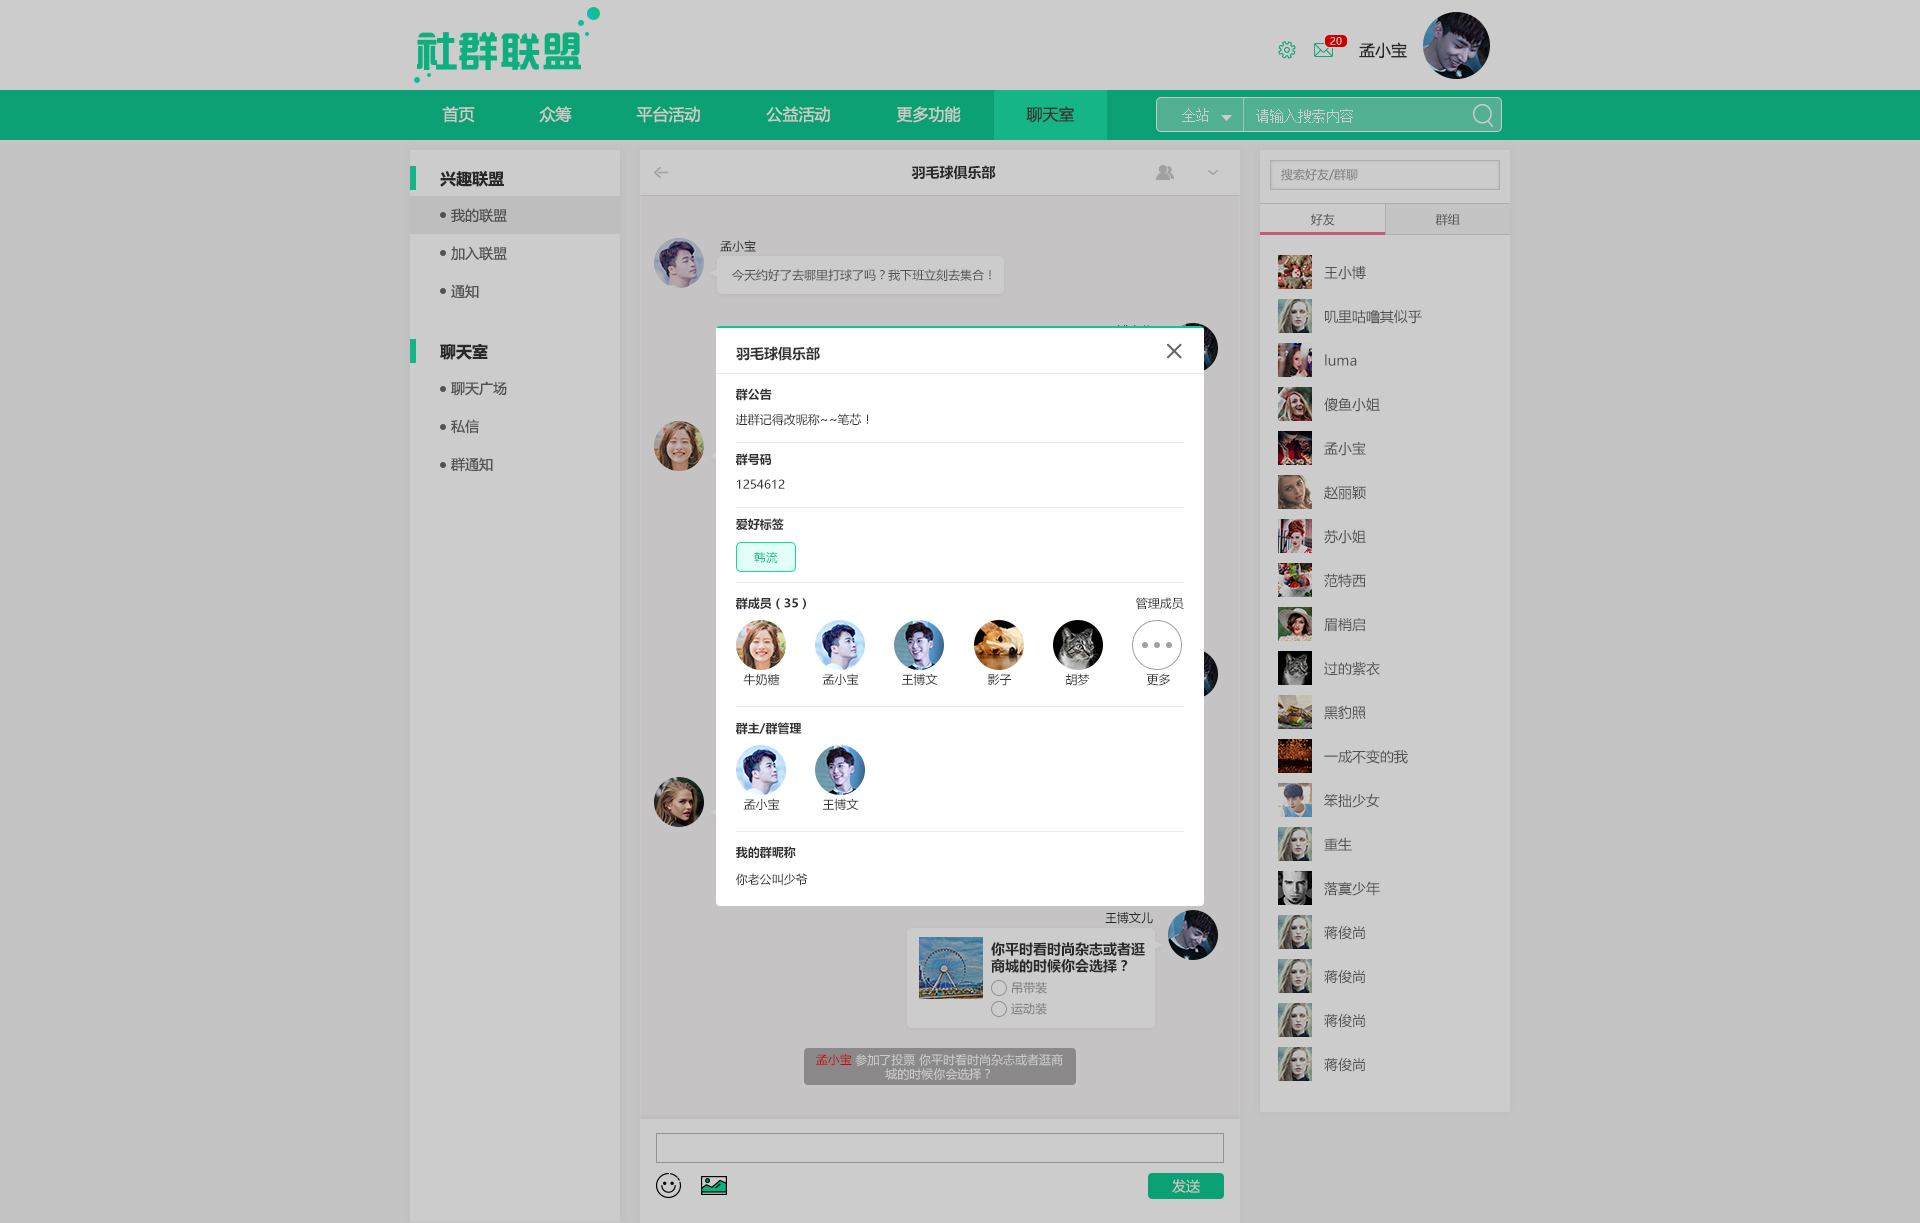 社群联盟
20
孟小宝
首页
众筹
平台活动
公益活动
更多功能
聊天室
全站
请输入搜索内容
兴趣联盟
我的联盟
加入联盟
通知
聊天室
聊天广场
私信
群通知
羽毛球俱乐部
孟小宝
今天约好了去哪里打球了吗？我下班立刻去集合！
羽毛球俱乐部
群公告
进群记得改昵称~~笔芯！
群号码
1254612
爱好标签
韩流
群成员（35）
管理成员
牛奶糖
孟小宝
王博文
影子
胡梦
更多
群主/群管理
孟小宝
王博文
我的群昵称
你老公叫少爷
王博文儿
你平时看时尚杂志或者逛
商城的时候你会选择？
吊带装
运动装
孟小宝 参加了投票 你平时看时尚杂志或者逛商
城的时候你会选择？
发送
搜索好友/群聊
好友
群组
王小博
叽里咕噜其似乎
luma
傻鱼小姐
孟小宝
赵丽颖
苏小姐
范特西
眉梢启
过的紫衣
黑豹照
一成不变的我
笨拙少女
重生
落寞少年
蒋俊尚
蒋俊尚
蒋俊尚
蒋俊尚